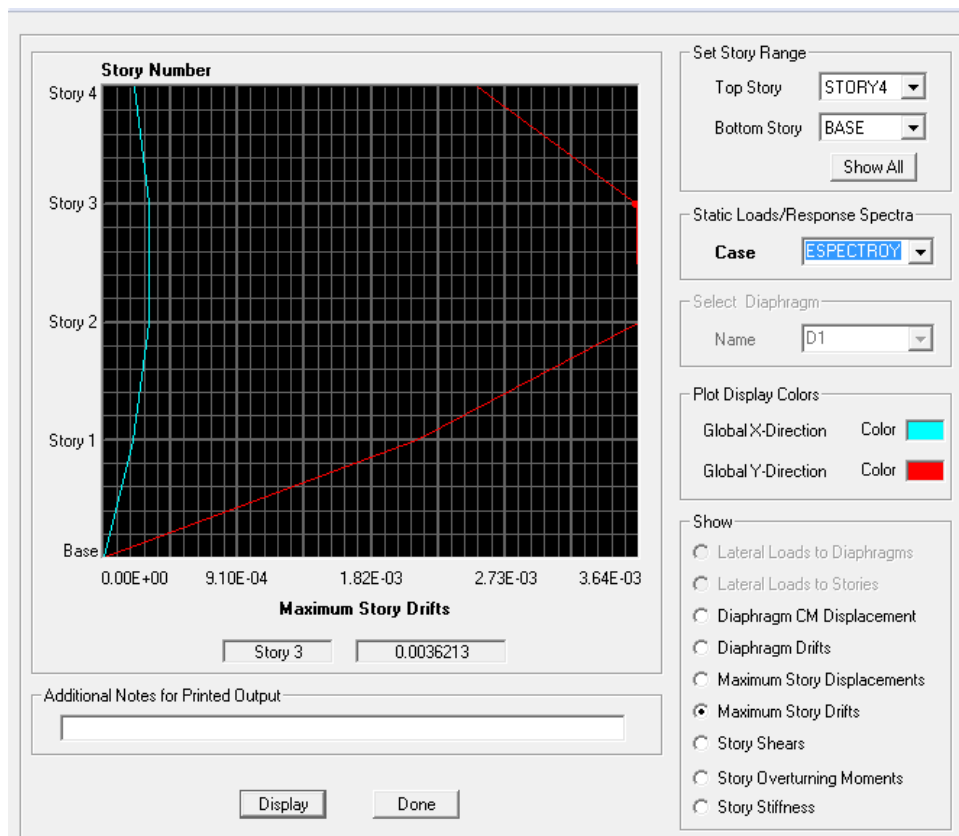 Story Number
Story 4
Story 3
Story 2
Story 1
Base
0.00E+00 9.10E-04 1.82E-03 2.73E-03 3.64E-03
Maximum Story Drifts
Story 3 0.0036213
Additional Notes for Printed Output
Display Done
Set Story Range
Top Story STORY4
Bottom Story BASE
Show All
Static Loads/Response Spectra
Case ESPECTROY
Select Diaphragm
Name D1
Plot Display Colors
Global X-Direction Color
Global Y-Direction Color
Show
Lateral Loads to Diaphragms
Lateral Loads to Stories
Diaphragm CM Displacement
Diaphragm Drifts
Maximum Story Displacements
Maximum Story Drifts
Story Shears
Story Overturning Moments
Story Stiffness